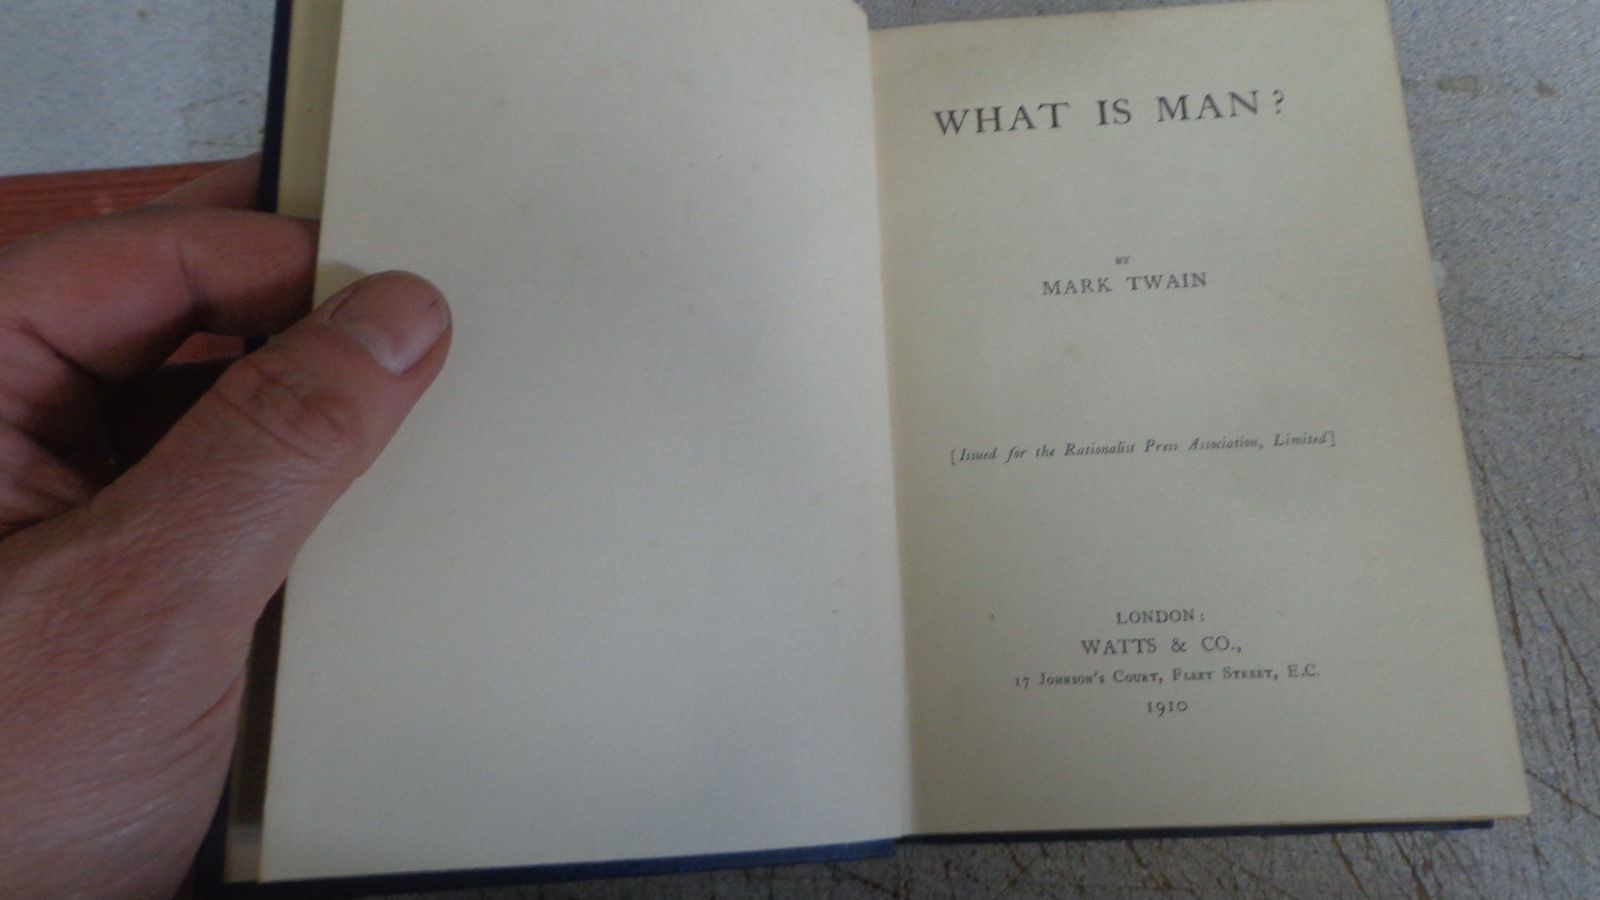 WHAT IS MAN?
BY
MARK TWAIN
[Issued for the Rationalist Press Association, Limited]
LONDON:
WATTS & CO.,
17 JOHNSON'S COURT, FLEET STREET, E.C.
1910